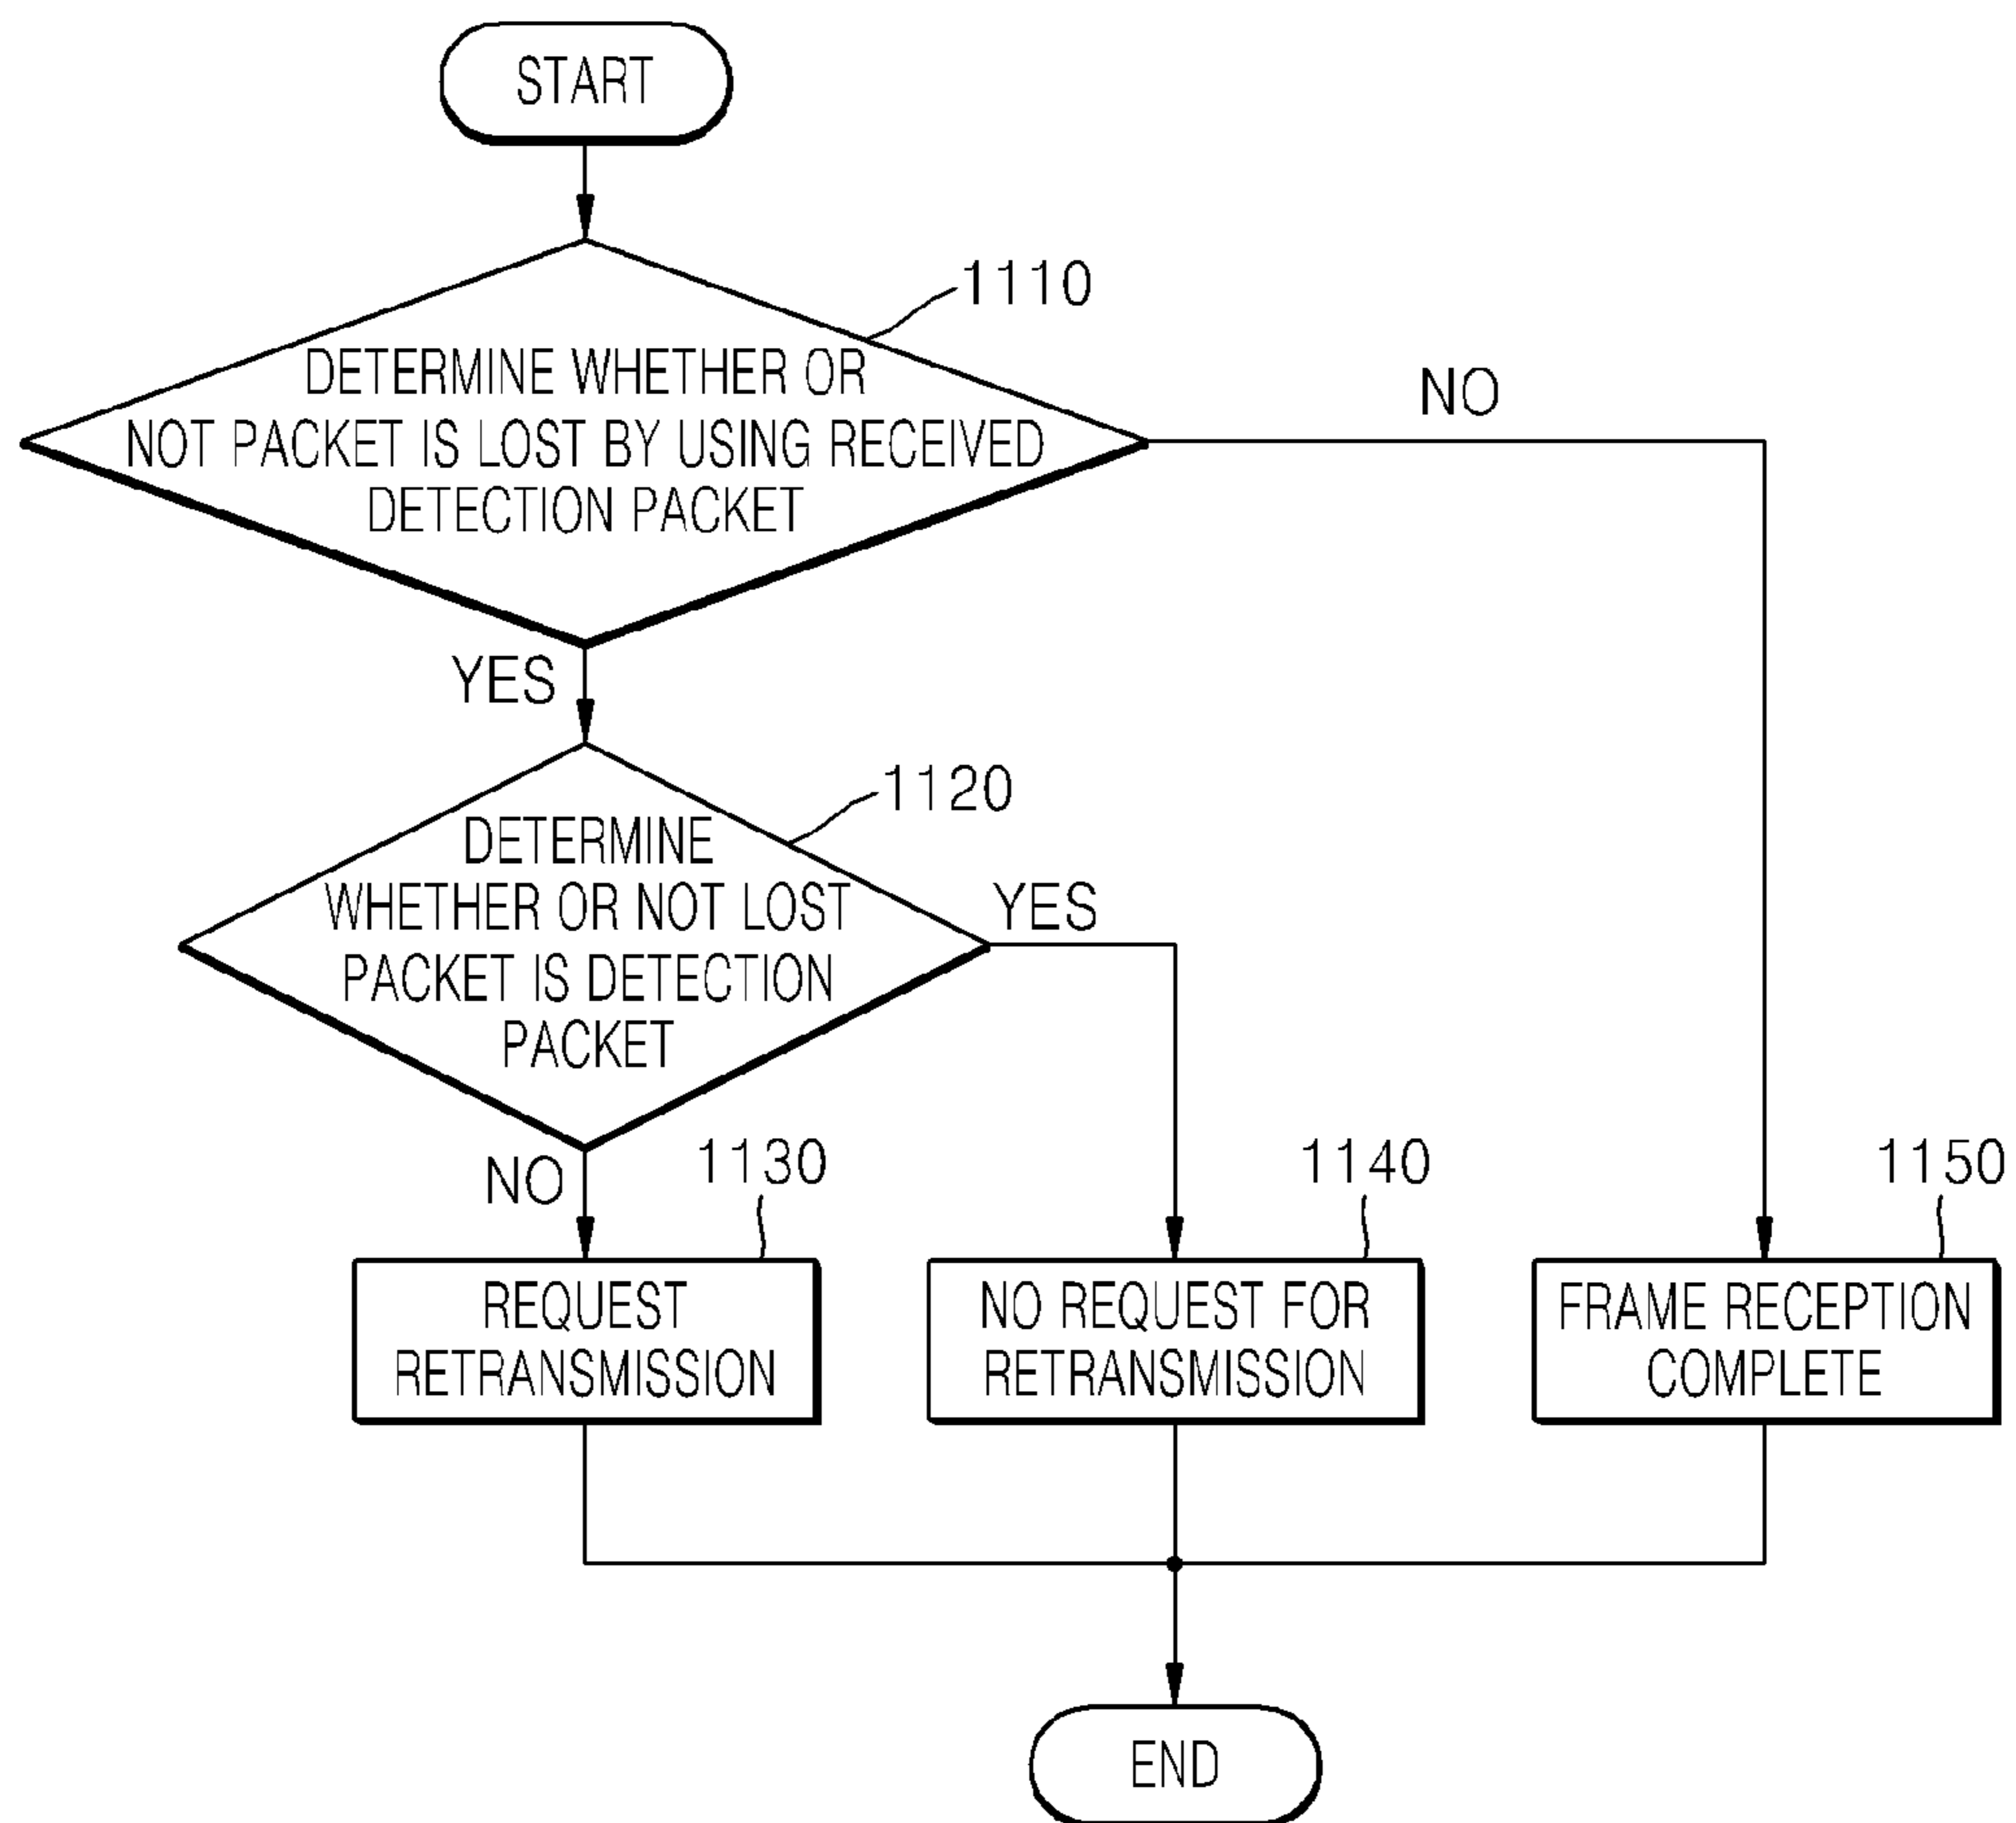 START
1110
DETERMINE WHETHER OR
NOT PACKET IS LOST BY USING RECEIVED
DETECTION PACKET
NO
YES
1120
DETERMINE
WHETHER OR NOT LOST
PACKET IS DETECTION
PACKET
YES
NO
1130
REQUEST
RETRANSMISSION
1140
NO REQUEST FOR
RETRANSMISSION
1150
FRAME RECEPTION
COMPLETE
END